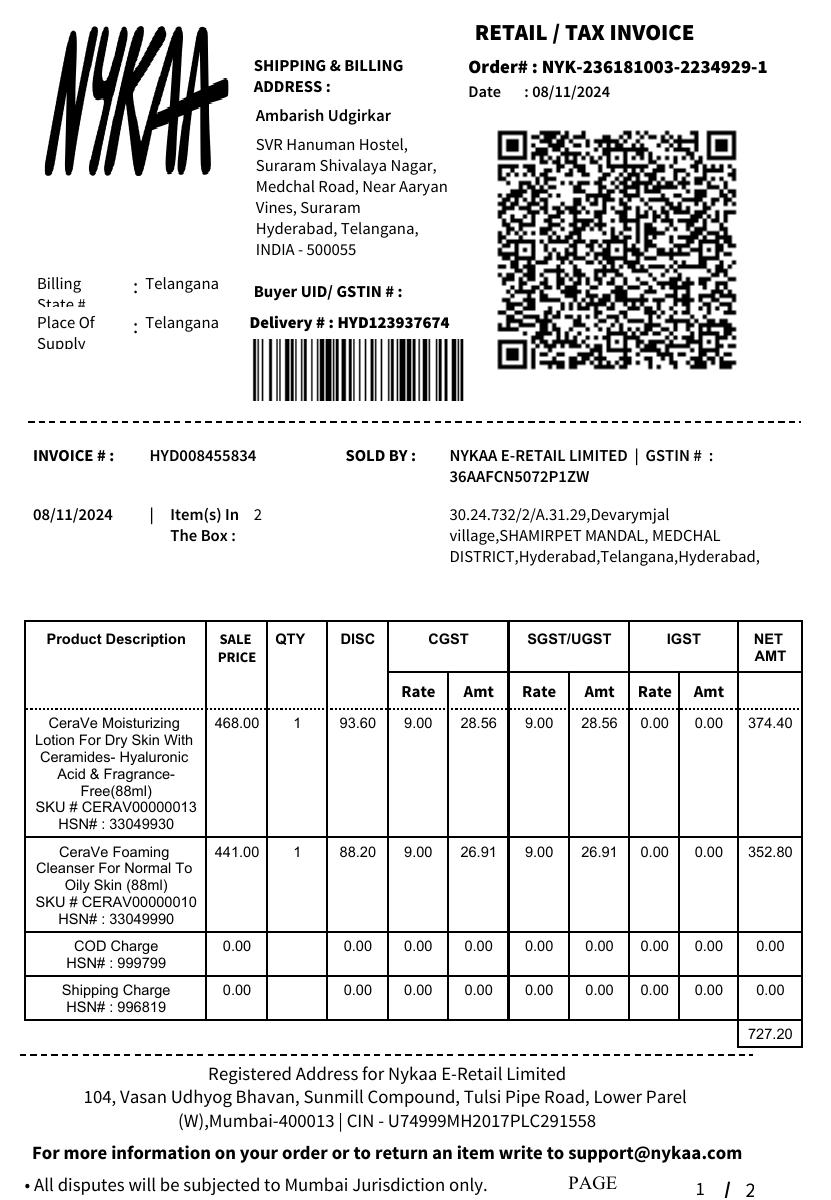 NYKAA
RETAIL / TAX INVOICE
Order# : NYK-236181003-2234929-1
Date : 08/11/2024
SHIPPING & BILLING
ADDRESS :
Ambarish Udgirkar
SVR Hanuman Hostel,
Suraram Shivalaya Nagar,
Medchal Road, Near Aaryan
Vines, Suraram
Hyderabad, Telangana,
INDIA - 500055
Billing : Telangana
State #
Buyer UID/ GSTIN # :
Place Of : Telangana
Supply
Delivery # : HYD123937674
INVOICE # : HYD008455834 SOLD BY : NYKAA E-RETAIL LIMITED | GSTIN # :
36AAFCN5072P1ZW
08/11/2024 | Item(s) In 2
The Box :
30.24.732/2/A.31.29,Devarymjal
village,SHAMIRPET MANDAL, MEDCHAL
DISTRICT,Hyderabad,Telangana,Hyderabad,
Product Description SALE PRICE QTY DISC CGST SGST/UGST IGST NET AMT
Rate Amt Rate Amt Rate Amt
CeraVe Moisturizing 468.00 1 93.60 9.00 28.56 9.00 28.56 0.00 0.00 374.40
Lotion For Dry Skin With
Ceramides- Hyaluronic
Acid & Fragrance-
Free(88ml)
SKU # CERAV00000013
HSN# : 33049930
CeraVe Foaming 441.00 1 88.20 9.00 26.91 9.00 26.91 0.00 0.00 352.80
Cleanser For Normal To
Oily Skin (88ml)
SKU # CERAV00000010
HSN# : 33049990
COD Charge 0.00 0.00 0.00 0.00 0.00 0.00 0.00 0.00 0.00
HSN# : 999799
Shipping Charge 0.00 0.00 0.00 0.00 0.00 0.00 0.00 0.00 0.00
HSN# : 996819
727.20
Registered Address for Nykaa E-Retail Limited
104, Vasan Udhyog Bhavan, Sunmill Compound, Tulsi Pipe Road, Lower Parel
(W),Mumbai-400013 | CIN - U74999MH2017PLC291558
For more information on your order or to return an item write to support@nykaa.com
• All disputes will be subjected to Mumbai Jurisdiction only. PAGE 1 / 2